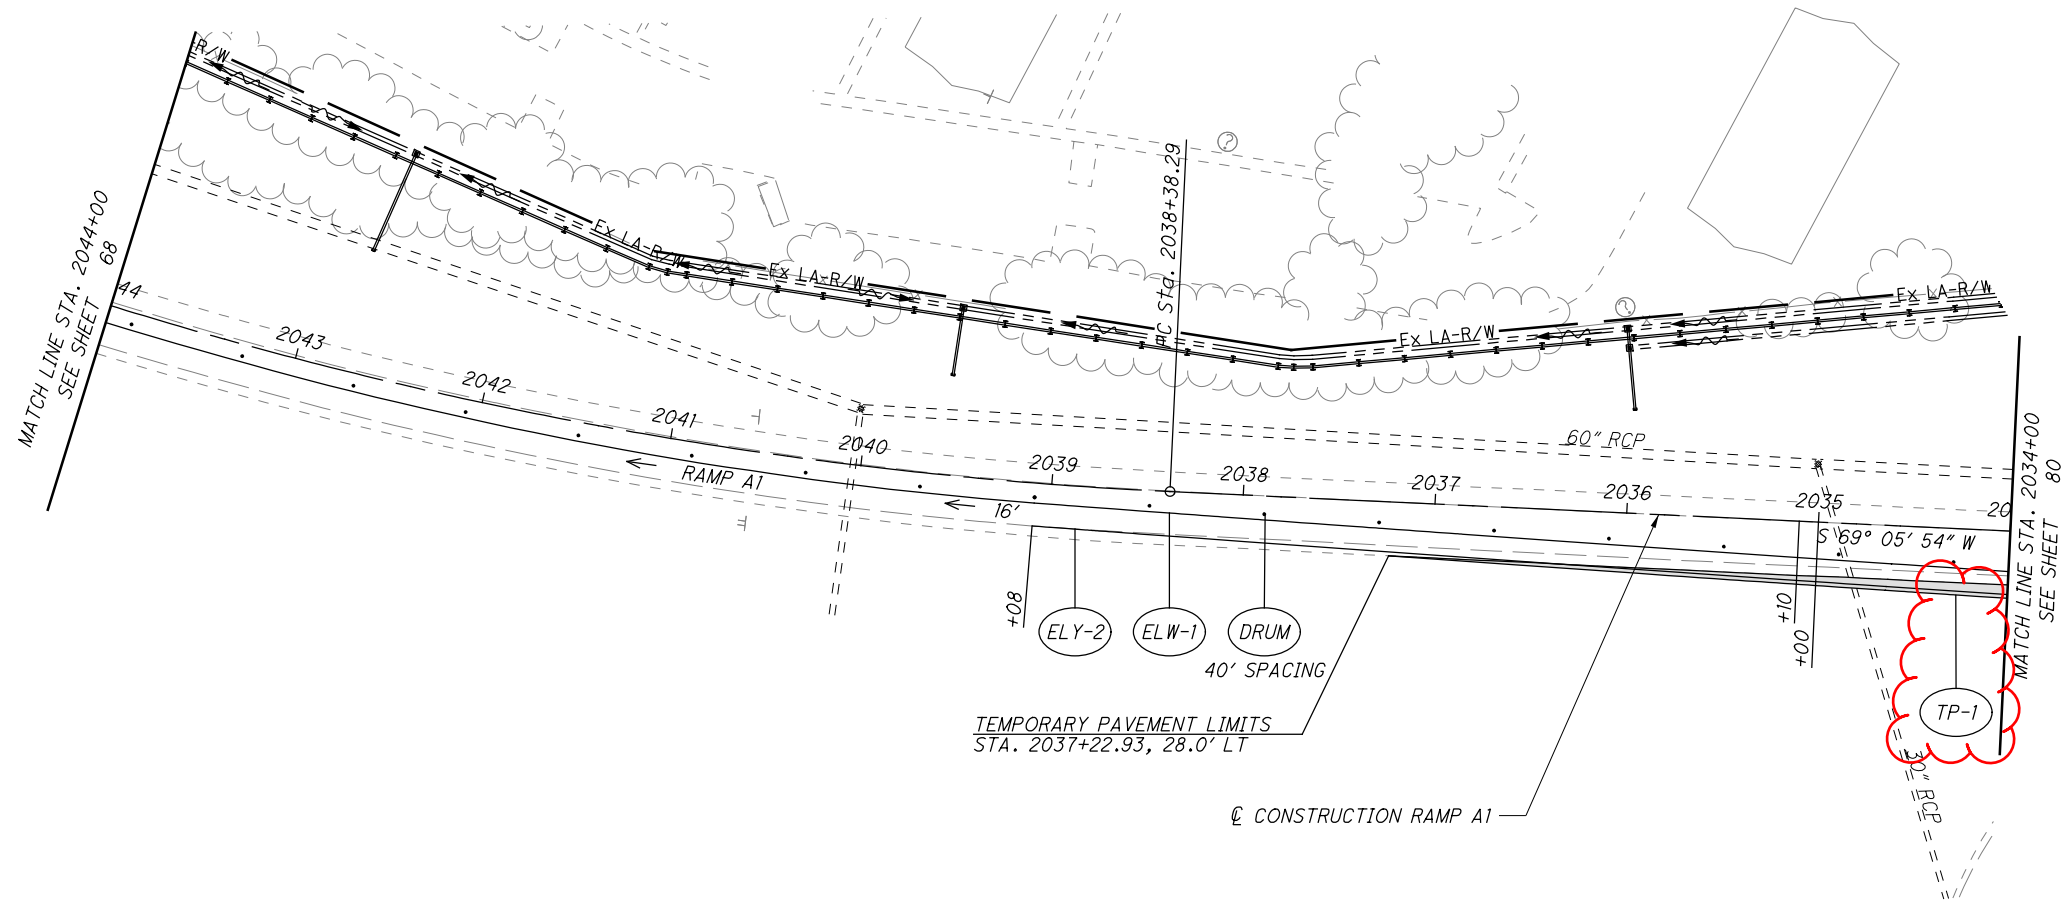 R/W
Ex LA-R/W
Ex LA-R/W
Ex LA-R/W
Ex LA-R/W
?
?
PC Sta. 2038+38.29
MATCH LINE STA. 2044+00
SEE SHEET 68
44
2043
2042
2041
2040
2039
2038
2037
2036
2035
20
60" RCP
RAMP A1
16'
S 69° 05' 54" W
MATCH LINE STA. 2034+00
SEE SHEET 80
+08
ELY-2
ELW-1
DRUM
40' SPACING
+10
+00
TP-1
TEMPORARY PAVEMENT LIMITS
STA. 2037+22.93, 28.0' LT
30" RCP
℄ CONSTRUCTION RAMP A1